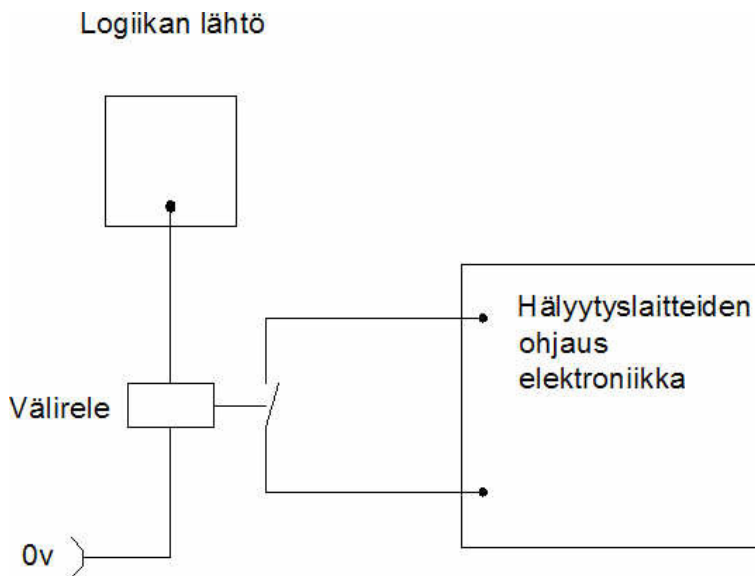 Logiikan lähtö
Hälyytyslaitteiden
ohjaus
elektroniikka
Välirele
0v